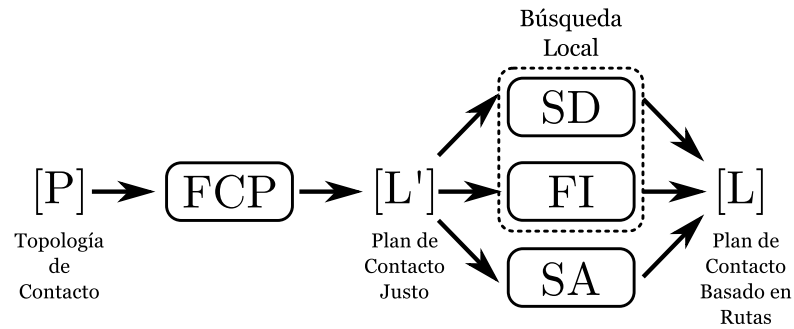 Búsqueda
Local
SD
[P]
FCP
[L']
FI
[L]
Topología
de
Contacto
Plan de
Contacto
Justo
SA
Plan de
Contacto
Basado en
Rutas